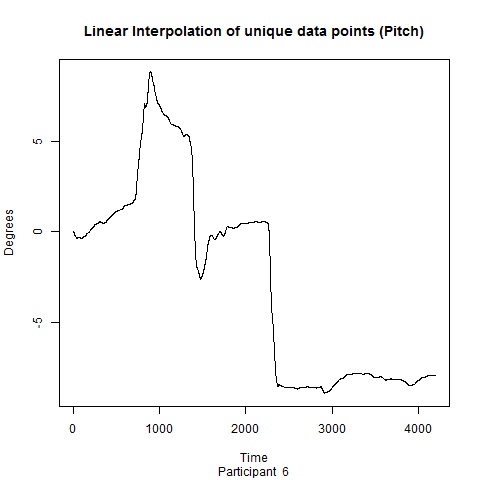 Linear Interpolation of unique data points (Pitch)
Degrees
5
0
-5
0 1000 2000 3000 4000
Time
Participant 6